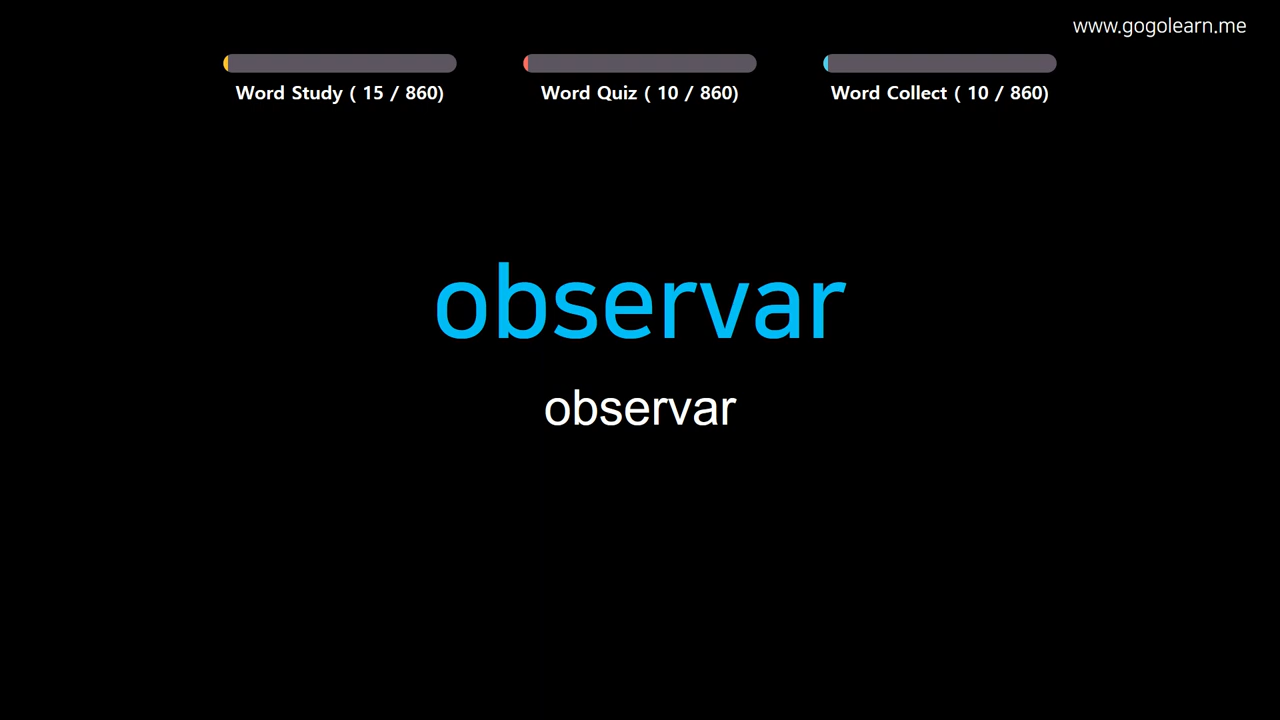 www.gogolearn.me
Word Study ( 15 / 860)
Word Quiz ( 10 / 860)
Word Collect ( 10 / 860)
observar
observar